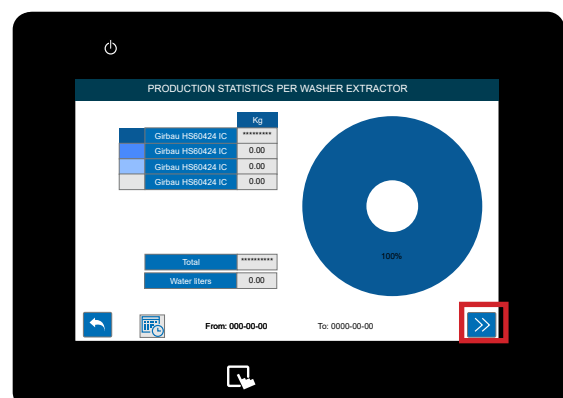 PRODUCTION STATISTICS PER WASHER EXTRACTOR
Kg
Girbau HS60424 IC *********
Girbau HS60424 IC 0.00
Girbau HS60424 IC 0.00
Girbau HS60424 IC 0.00
100%
Total **********
Water liters 0.00
From: 000-00-00 To: 0000-00-00